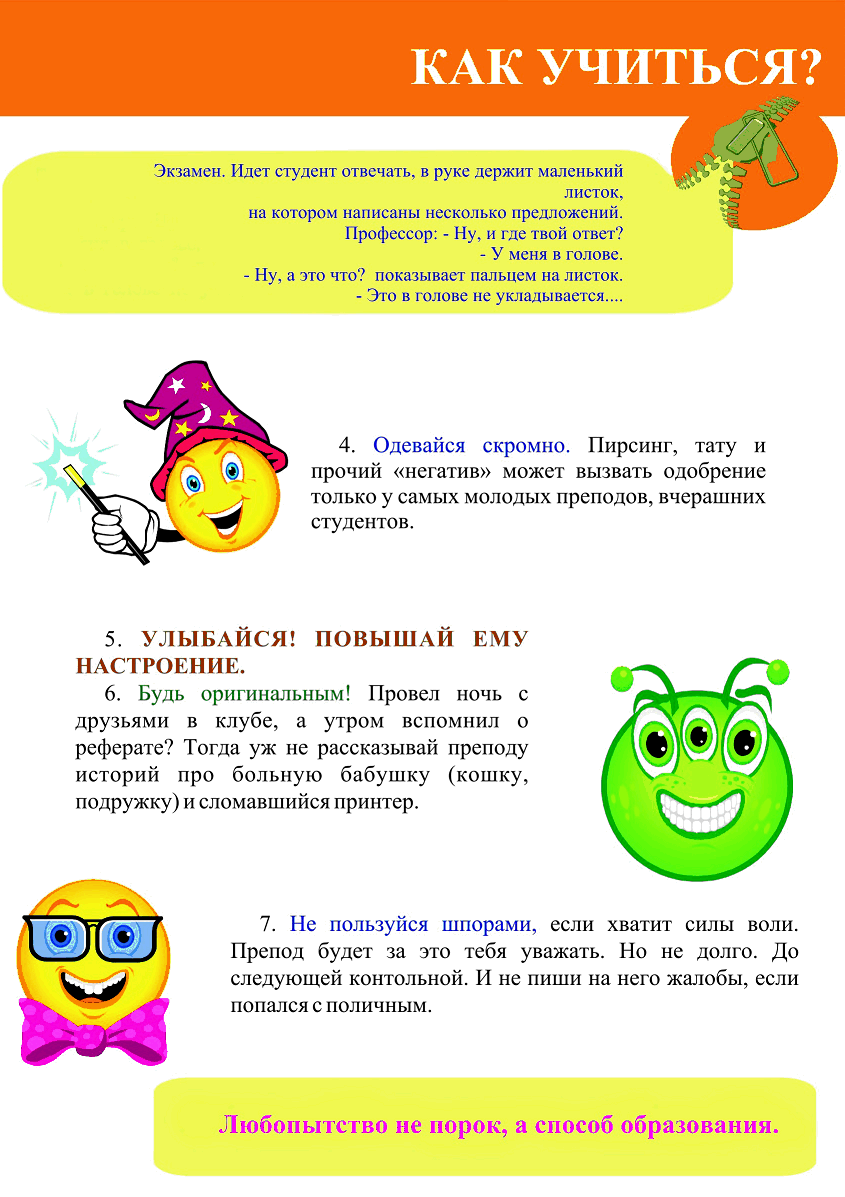 КАК УЧИТЬСЯ?
Экзамен. Идет студент отвечать, в руке держит маленький
листок,
на котором написаны несколько предложений.
Профессор: - Ну, и где твой ответ?
- У меня в голове.
- Ну, а это что?  показывает пальцем на листок.
- Это в голове не укладывается....
4. Одевайся скромно. Пирсинг, тату и
прочий «негатив» может вызвать одобрение
только у самых молодых преподов, вчерашних
студентов.
5. УЛЫБАЙСЯ! ПОВЫШАЙ ЕМУ
НАСТРОЕНИЕ.
6. Будь оригинальным! Провел ночь с
друзьями в клубе, а утром вспомнил о
реферате? Тогда уж не рассказывай преподу
историй про больную бабушку (кошку,
подружку) и сломавшийся принтер.
7. Не пользуйся шпорами, если хватит силы воли.
Препод будет за это тебя уважать. Но не долго. До
следующей контольной. И не пиши на него жалобы, если
попался с поличным.
Любопытство не порок, а способ образования.